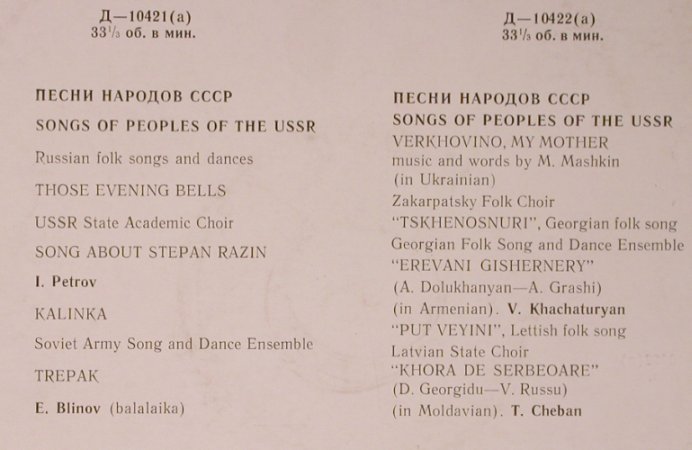 Д—10421(а)
33⅓ об. в мин.
ПЕСНИ НАРОДОВ СССР
SONGS OF PEOPLES OF THE USSR
Russian folk songs and dances
THOSE EVENING BELLS
USSR State Academic Choir
SONG ABOUT STEPAN RAZIN
I. Petrov
KALINKA
Soviet Army Song and Dance Ensemble
TREPAK
E. Blinov (balalaika)
Д—10422(а)
33⅓ об. в мин.
ПЕСНИ НАРОДОВ СССР
SONGS OF PEOPLES OF THE USSR
VERKHOVINO, MY MOTHER
music and words by M. Mashkin
(in Ukrainian)
Zakarpatsky Folk Choir
“TSKHENOSNURI”, Georgian folk song
Georgian Folk Song and Dance Ensemble
“EREVANI GISHERNERY”
(A. Dolukhanyan—A. Grashi)
(in Armenian). V. Khachaturyan
“PUT VEYINI”, Lettish folk song
Latvian State Choir
“KHORA DE SERBEOARE”
(D. Georgidu—V. Russu)
(in Moldavian). T. Cheban